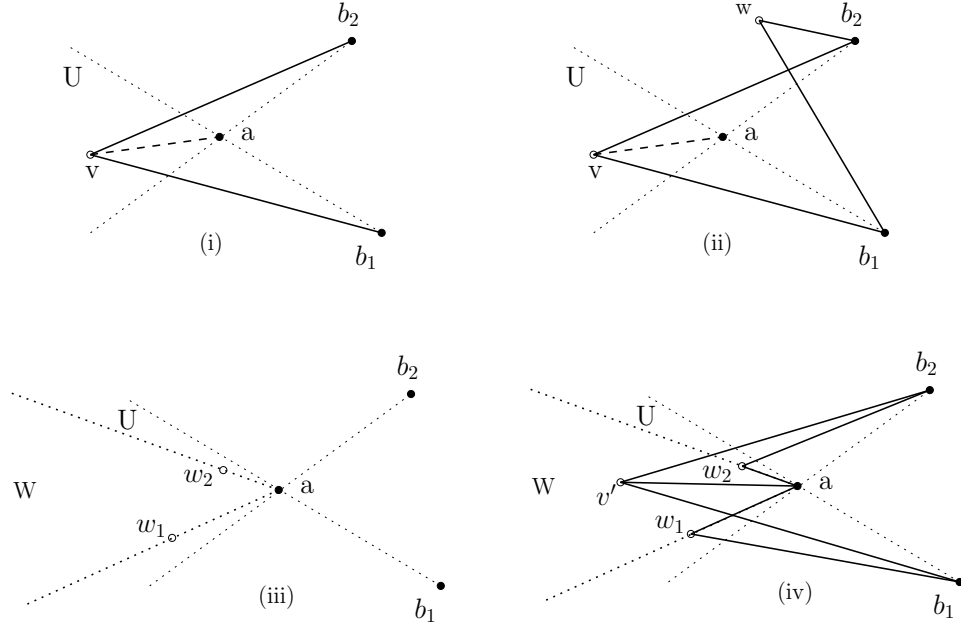 b₂
U
a
v
b₁
(i)
w
b₂
U
a
v
b₁
(ii)
b₂
U
w₂
a
W
w₁
b₁
(iii)
b₂
U
w₂
a
W
v′
w₁
b₁
(iv)